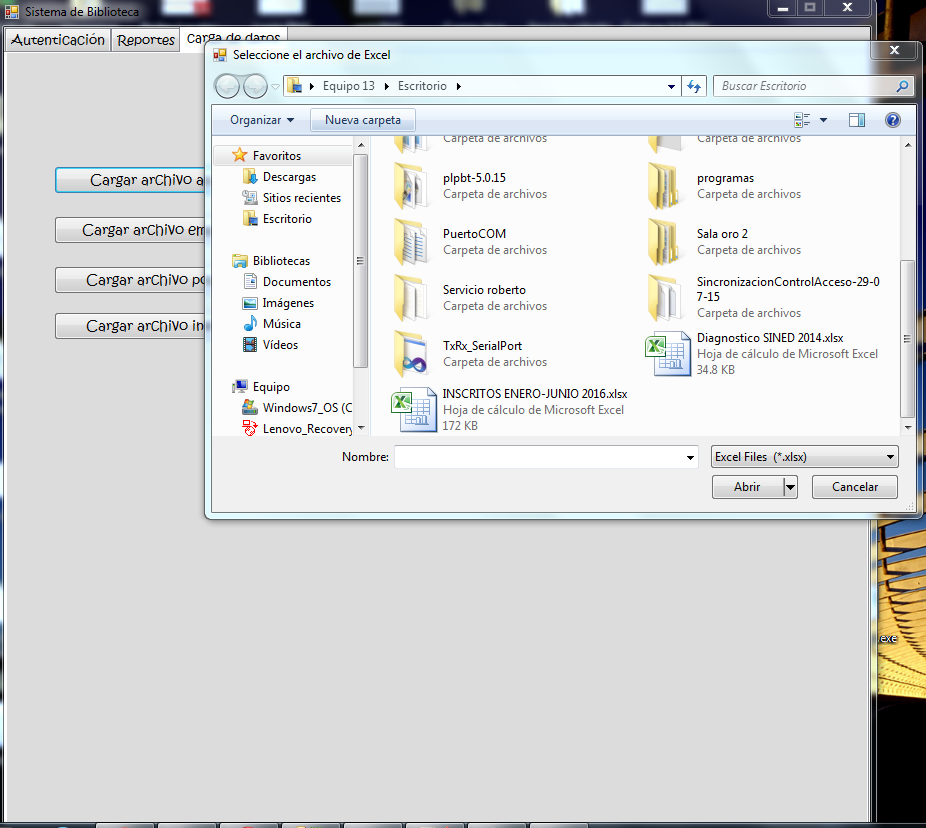 Sistema de Biblioteca
Autenticación
Reportes
Carga de datos
Cargar archivo a
Cargar archivo em
Cargar archivo po
Cargar archivo in
Seleccione el archivo de Excel
Equipo 13
Escritorio
Buscar Escritorio
Organizar
Nueva carpeta
Favoritos
Descargas
Sitios recientes
Escritorio
Bibliotecas
Documentos
Imágenes
Música
Vídeos
Equipo
Windows7_OS (C
Lenovo_Recovery
Carpeta de archivos
Carpeta de archivos
plpbt-5.0.15
Carpeta de archivos
programas
Carpeta de archivos
PuertoCOM
Carpeta de archivos
Sala oro 2
Carpeta de archivos
Servicio roberto
Carpeta de archivos
SincronizacionControlAcceso-29-0
7-15
Carpeta de archivos
TxRx_SerialPort
Carpeta de archivos
Diagnostico SINED 2014.xlsx
Hoja de cálculo de Microsoft Excel
34.8 KB
INSCRITOS ENERO-JUNIO 2016.xlsx
Hoja de cálculo de Microsoft Excel
172 KB
Nombre:
Excel Files (*.xlsx)
Abrir
Cancelar
exe